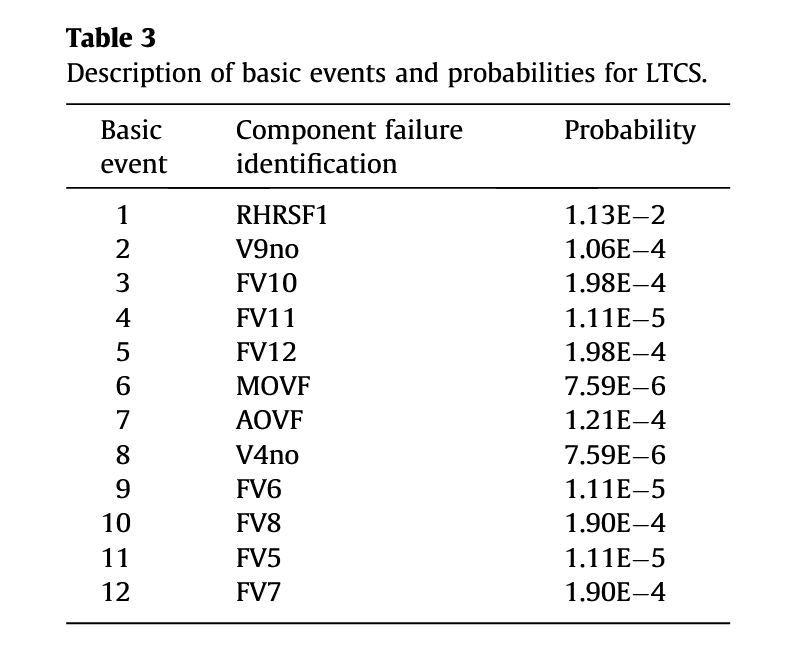 Table 3
Description of basic events and probabilities for LTCS.
Basic event Component failure identification Probability
1 RHRSF1 1.13E−2
2 V9no 1.06E−4
3 FV10 1.98E−4
4 FV11 1.11E−5
5 FV12 1.98E−4
6 MOVF 7.59E−6
7 AOVF 1.21E−4
8 V4no 7.59E−6
9 FV6 1.11E−5
10 FV8 1.90E−4
11 FV5 1.11E−5
12 FV7 1.90E−4